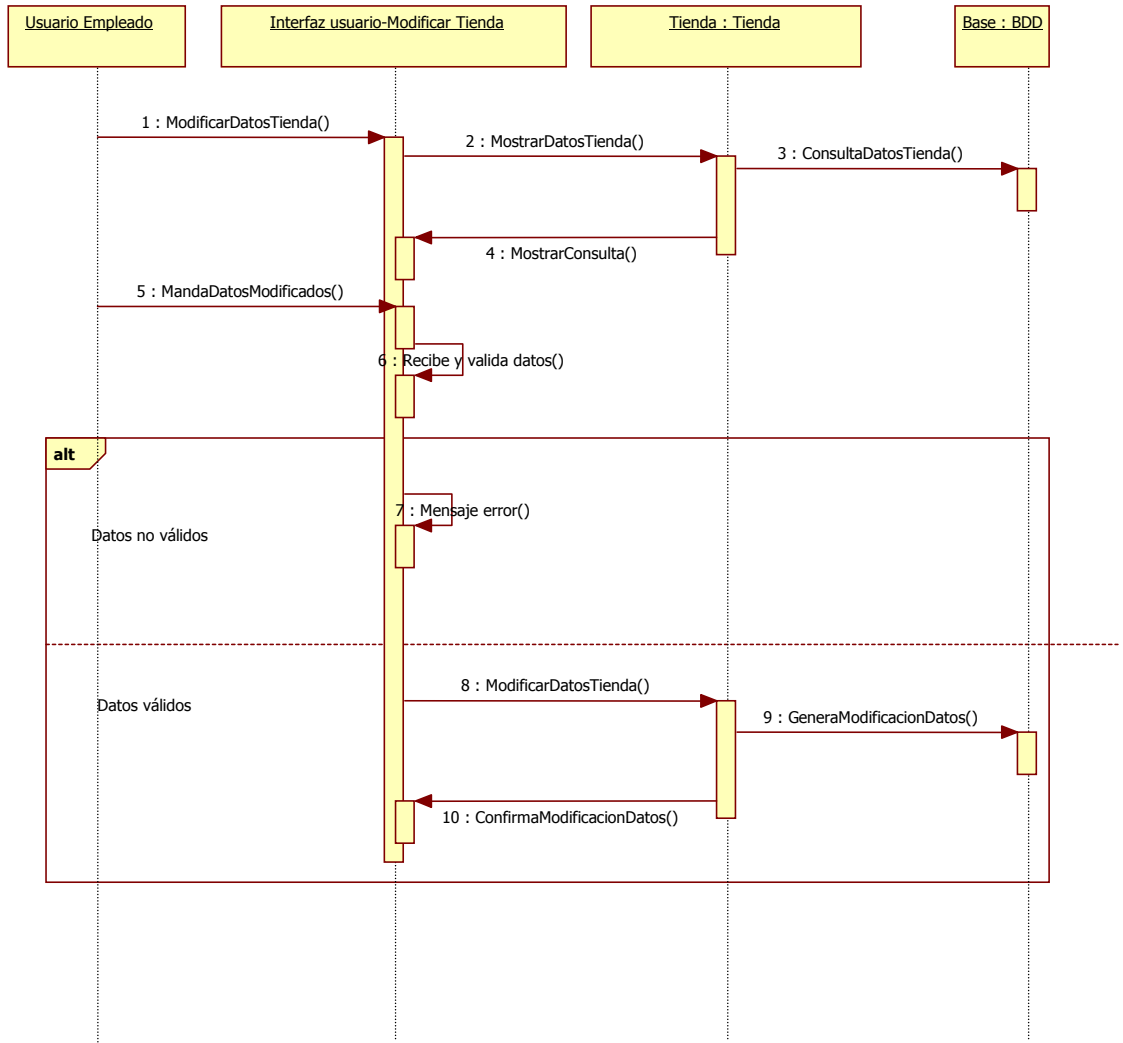 Usuario Empleado
Interfaz usuario-Modificar Tienda
Tienda : Tienda
Base : BDD
1 : ModificarDatosTienda()
2 : MostrarDatosTienda()
3 : ConsultaDatosTienda()
4 : MostrarConsulta()
5 : MandaDatosModificados()
6 : Recibe y valida datos()
alt
7 : Mensaje error()
Datos no válidos
8 : ModificarDatosTienda()
Datos válidos
9 : GeneraModificacionDatos()
10 : ConfirmaModificacionDatos()